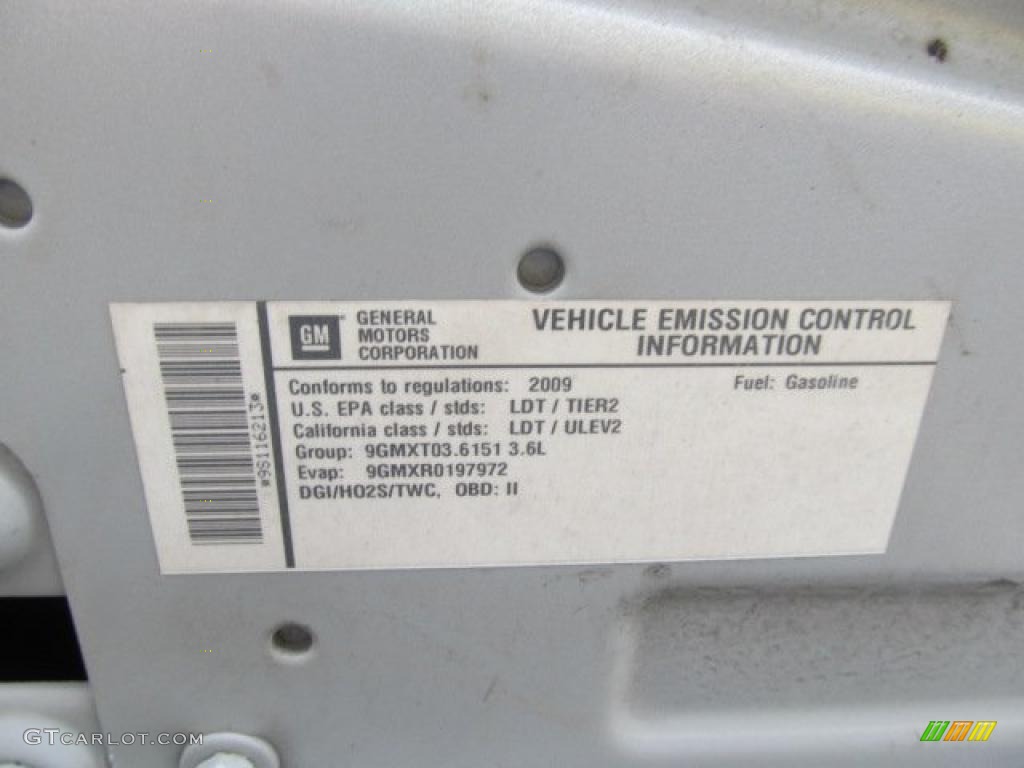 GM
GENERAL
MOTORS
CORPORATION
VEHICLE EMISSION CONTROL
INFORMATION
Conforms to regulations: 2009
Fuel: Gasoline
U.S. EPA class / stds: LDT / TIER2
California class / stds: LDT / ULEV2
Group: 9GMXT03.6151 3.6L
Evap: 9GMXR0197972
DGI/HO2S/TWC, OBD: II
*96116213*
GTCARLOT.COM